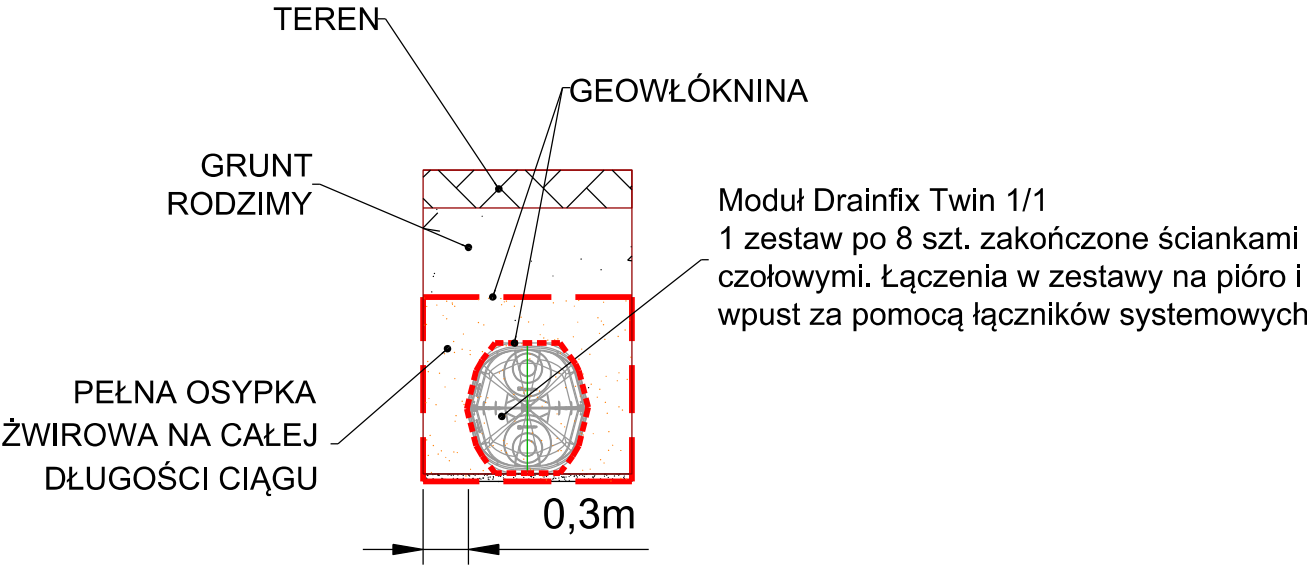 TEREN
GEOWŁÓKNINA
GRUNT
RODZIMY
Moduł Drainfix Twin 1/1
1 zestaw po 8 szt. zakończone ściankami
czołowymi. Łączenia w zestawy na pióro i
wpust za pomocą łączników systemowych
PEŁNA OSYPKA
ŻWIROWA NA CAŁEJ
DŁUGOŚCI CIĄGU
0,3m